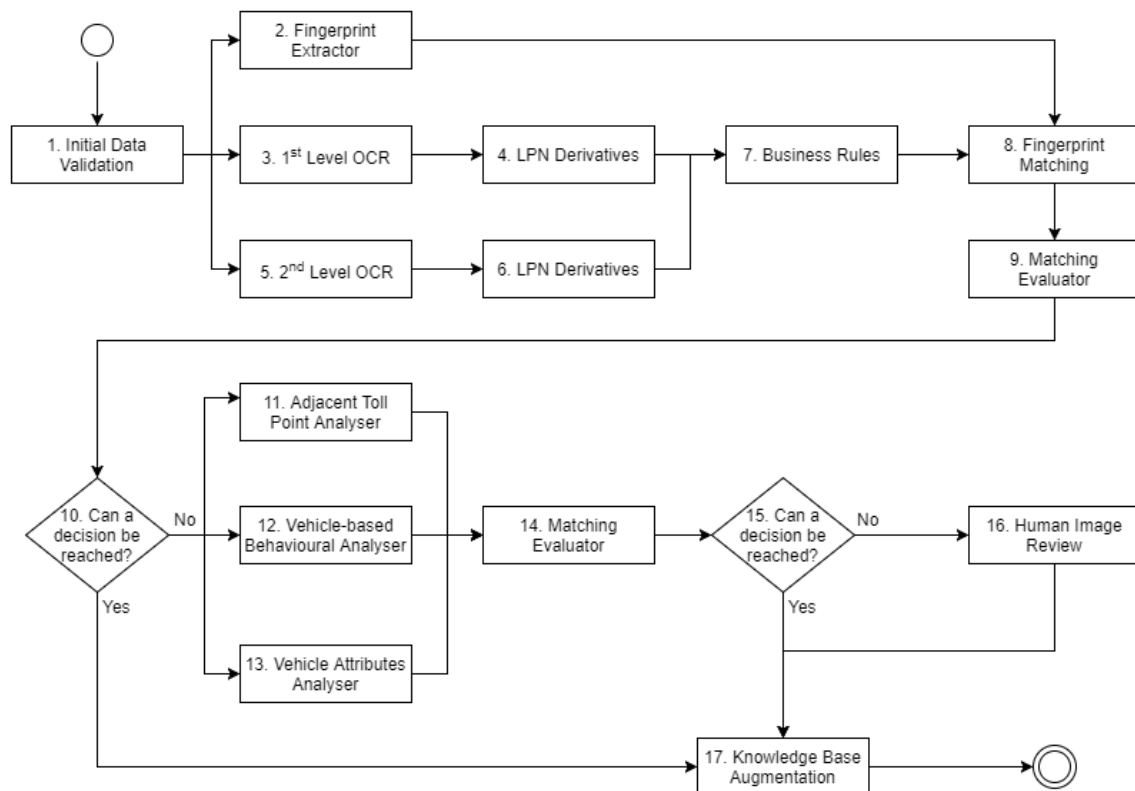 2. Fingerprint
Extractor
1. Initial Data
Validation
3. 1st Level OCR
4. LPN Derivatives
7. Business Rules
8. Fingerprint
Matching
5. 2nd Level OCR
6. LPN Derivatives
9. Matching
Evaluator
11. Adjacent Toll
Point Analyser
10. Can a
decision be
reached?
No
12. Vehicle-based
Behavioural Analyser
14. Matching
Evaluator
15. Can a
decision be
reached?
No
16. Human Image
Review
Yes
Yes
13. Vehicle Attributes
Analyser
17. Knowledge Base
Augmentation